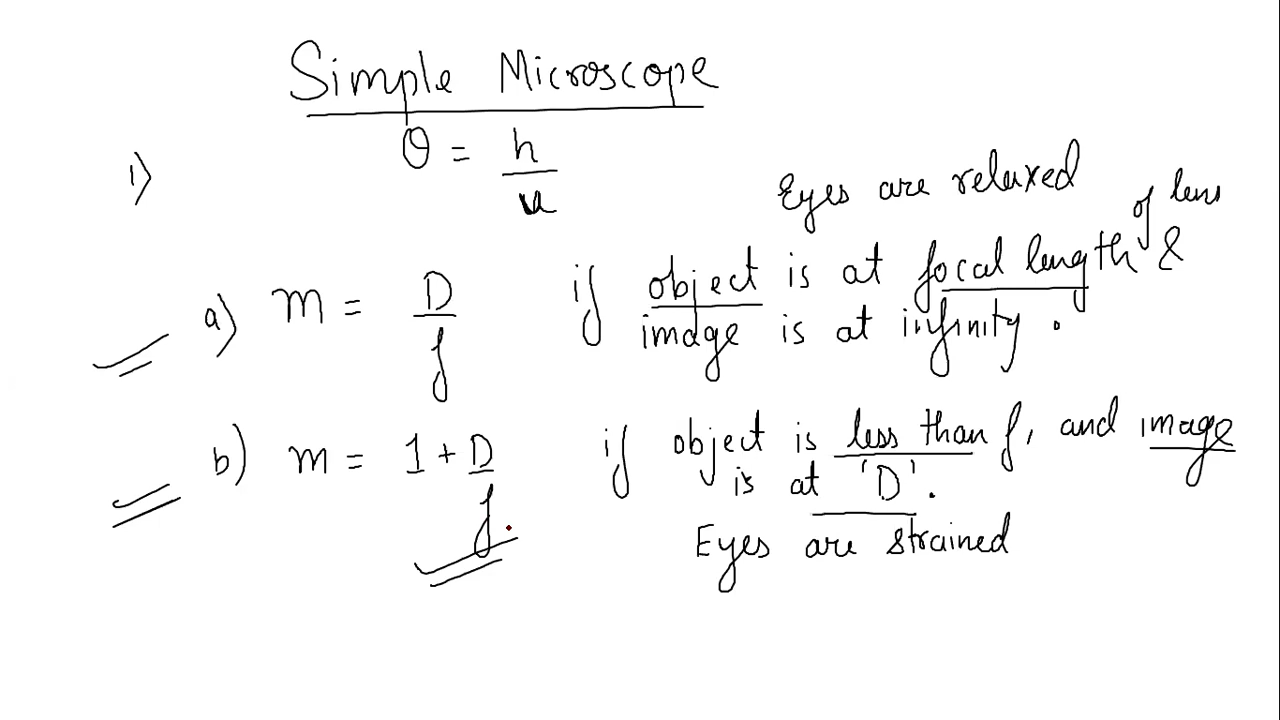 Simple Microscope
1) θ = h/u
Eyes are relaxed
a) m = D/f if object is at focal length of lens &
image is at infinity.
b) m = 1 + D/f if object is less than f, and image
is at 'D'.
Eyes are strained